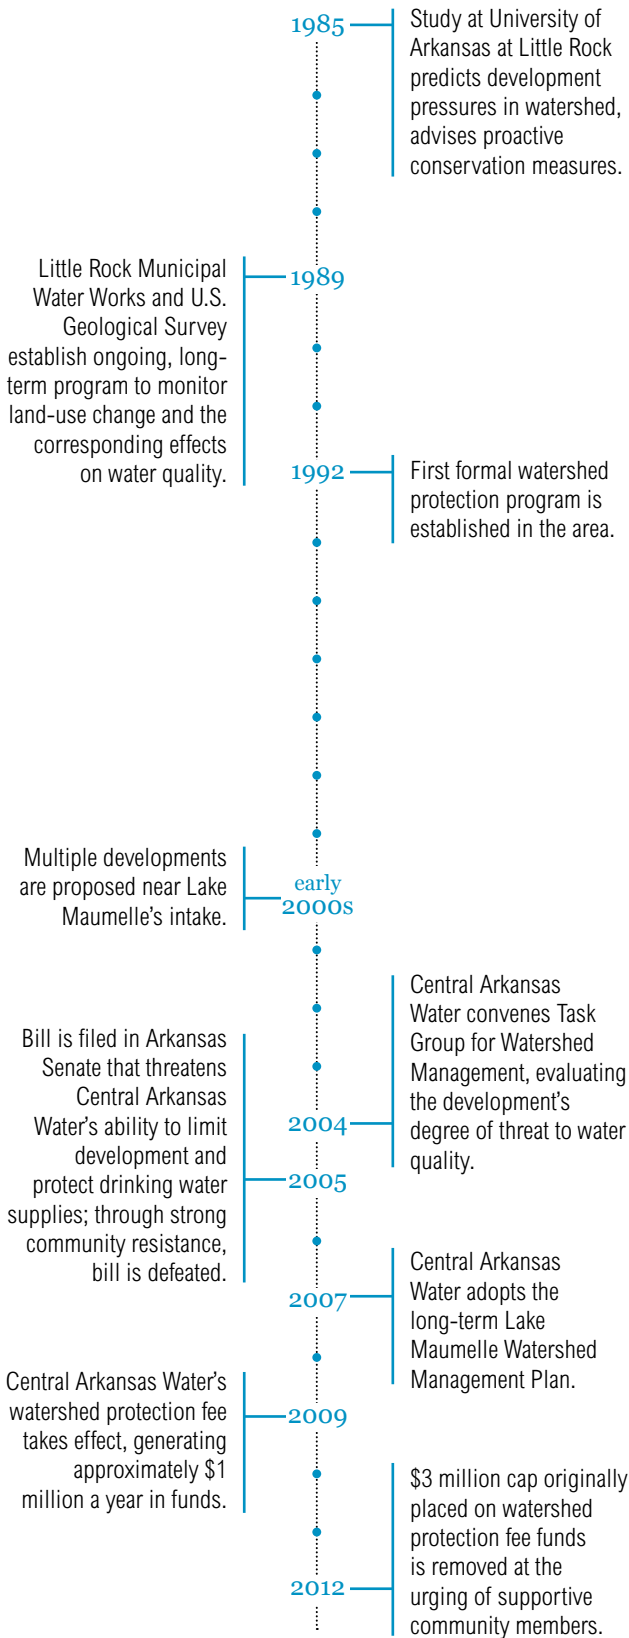 1985
Study at University of
Arkansas at Little Rock
predicts development
pressures in watershed,
advises proactive
conservation measures.
Little Rock Municipal
Water Works and U.S.
Geological Survey
establish ongoing, long-
term program to monitor
land-use change and the
corresponding effects
on water quality.
1989
1992
First formal watershed
protection program is
established in the area.
Multiple developments
are proposed near Lake
Maumelle’s intake.
early
2000s
Central Arkansas
Water convenes Task
Group for Watershed
Management, evaluating
the development’s
degree of threat to water
quality.
2004
Bill is filed in Arkansas
Senate that threatens
Central Arkansas
Water’s ability to limit
development and
protect drinking water
supplies; through strong
community resistance,
bill is defeated.
2005
2007
Central Arkansas
Water adopts the
long-term Lake
Maumelle Watershed
Management Plan.
Central Arkansas Water’s
watershed protection fee
takes effect, generating
approximately $1
million a year in funds.
2009
$3 million cap originally
placed on watershed
protection fee funds
is removed at the
urging of supportive
community members.
2012